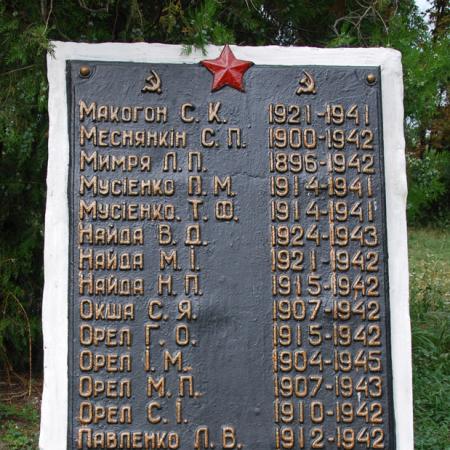 Макогон С. К. 1921-1941
Меснянкін С. П. 1900-1942
Мимря Л. П. 1896-1942
Мусієнко П. М. 1914-1941
Мусієнко. Т. Ф. 1914-1941
Найда В. Д. 1924-1943
Найда М. І. 1921-1942
Найда Н. П. 1915-1942
Окша С. Я. 1907-1942
Орел Г. О. 1915-1942
Орел І. М. 1904-1945
Орел М. П. 1907-1943
Орел С. І. 1910-1942
Павленко Л. В. 1912-1942